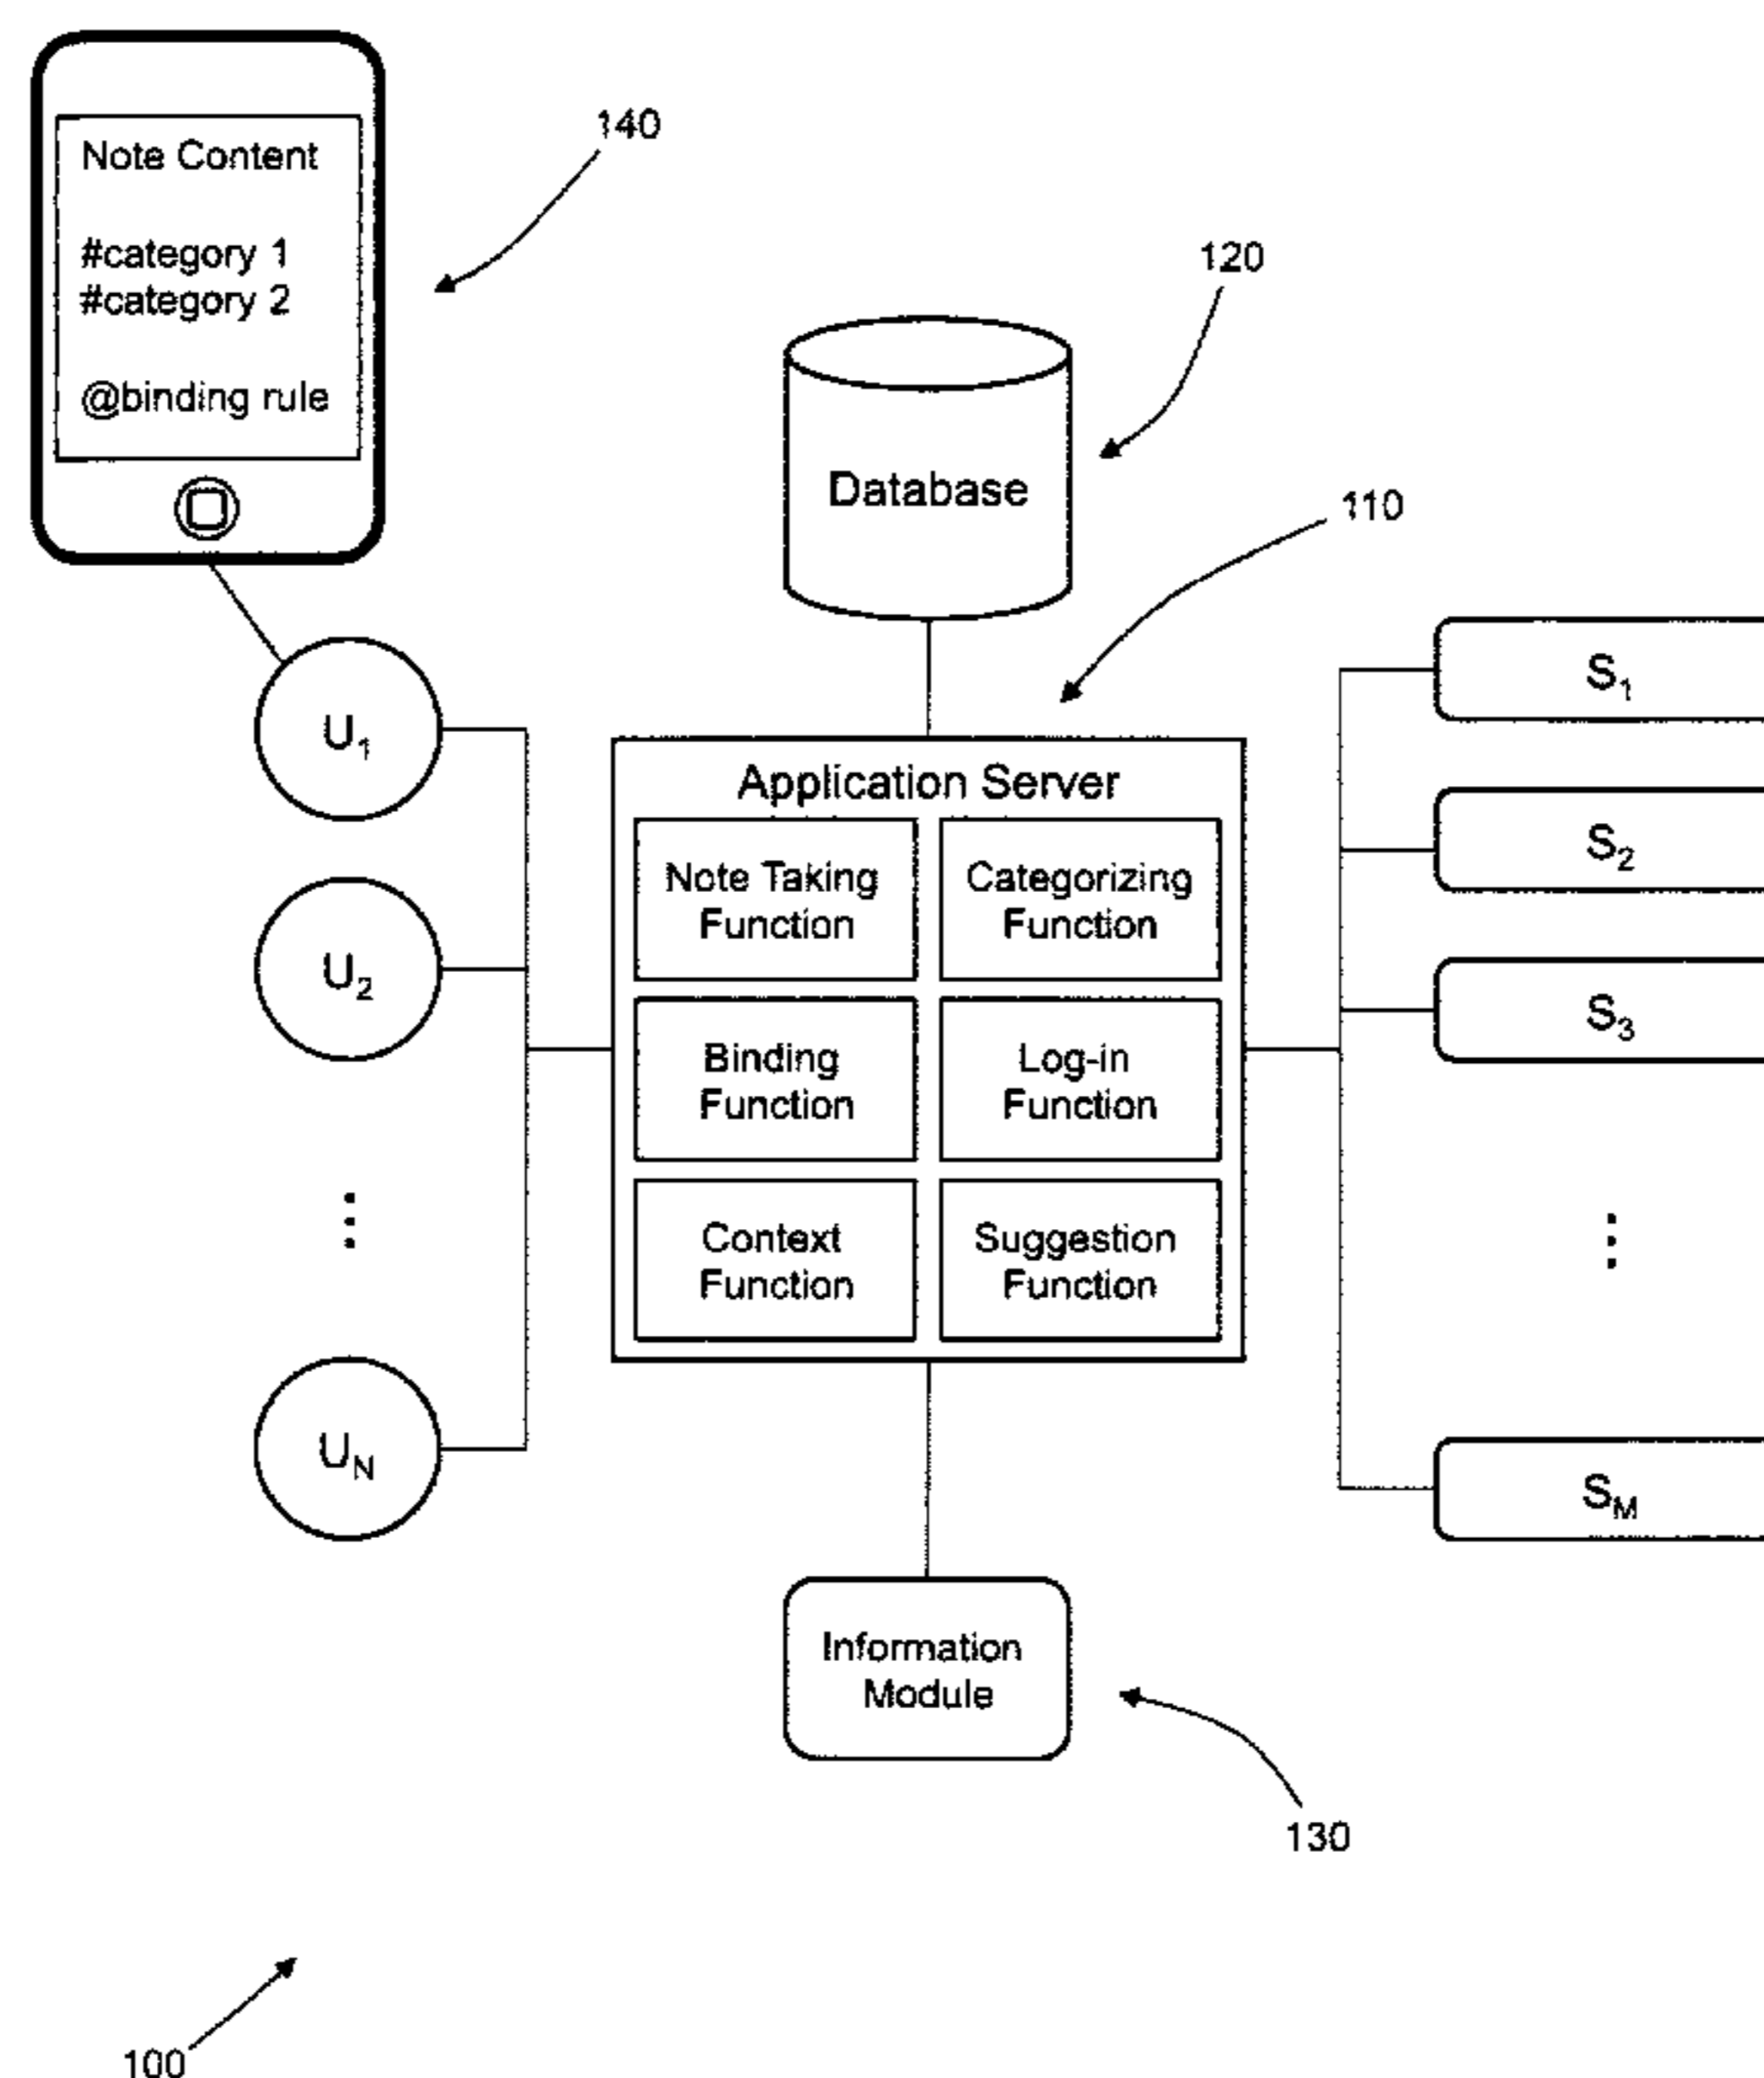 Note Content
#category 1
#category 2
@binding rule
140
120
Database
110
U1
U2
UN
Application Server
Note Taking
Function
Categorizing
Function
Binding
Function
Log-in
Function
Context
Function
Suggestion
Function
S1
S2
S3
SM
Information
Module
130
100